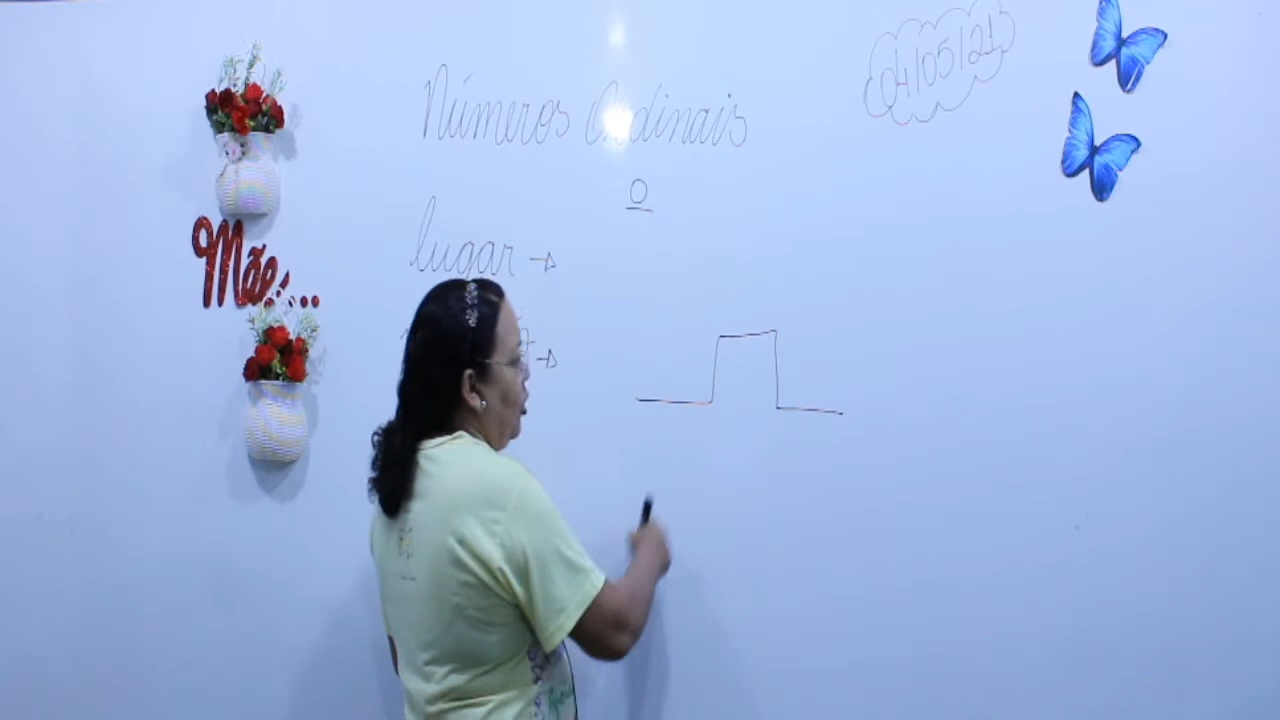 04/05/21
Números Ordinais
º
lugar →
Mãe...